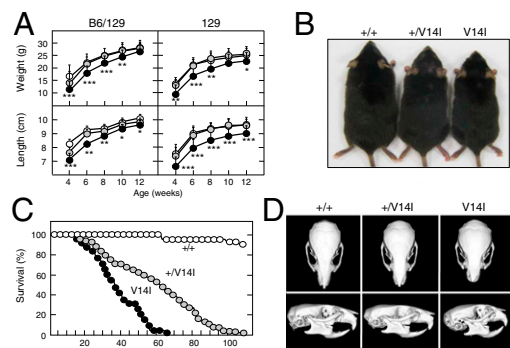 A
B6/129
129
Weight (g)
30
25
20
15
10
*** *** *** **
** *** *** ** *
Length (cm)
10
9
8
7
*** ** ** * *
*** *** *** *** ***
4 6 8 10 12
4 6 8 10 12
Age (weeks)
B
+/+ +/V14I V14I
C
Survival (%)
100
80
60
40
20
0
+/+
+/V14I
V14I
20 40 60 80 100
D
+/+ +/V14I V14I